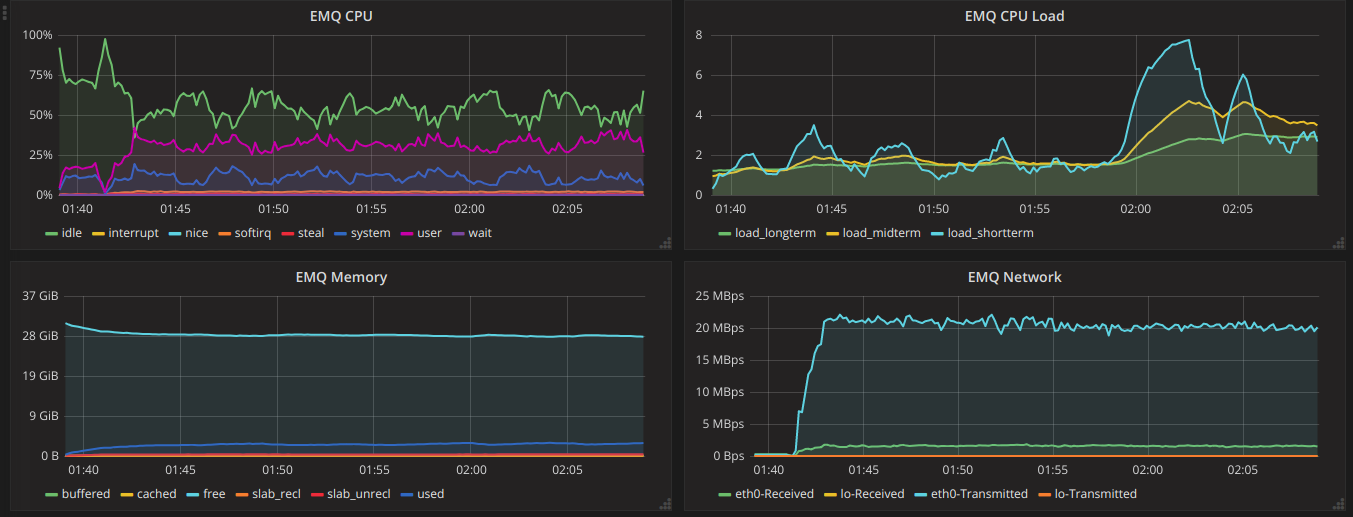 EMQ CPU
100%
75%
50%
25%
0%
01:40 01:45 01:50 01:55 02:00 02:05
idle interrupt nice softirq steal system user wait
EMQ CPU Load
8
6
4
2
0
01:40 01:45 01:50 01:55 02:00 02:05
load_longterm load_midterm load_shortterm
EMQ Memory
37 GiB
28 GiB
19 GiB
9 GiB
0 B
01:40 01:45 01:50 01:55 02:00 02:05
buffered cached free slab_recl slab_unrecl used
EMQ Network
25 MBps
20 MBps
15 MBps
10 MBps
5 MBps
0 Bps
01:40 01:45 01:50 01:55 02:00 02:05
eth0-Received lo-Received eth0-Transmitted lo-Transmitted